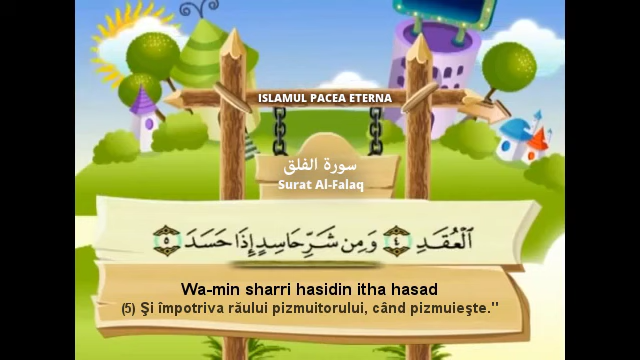 ISLAMUL PACEA ETERNA
سورة الفلق
Surat Al-Falaq
ٱلْعُقَدِ ٤ وَمِن شَرِّ حَاسِدٍ إِذَا حَسَدَ ٥
Wa-min sharri hasidin itha hasad
(5) Şi împotriva răului pizmuitorului, când pizmuieşte."